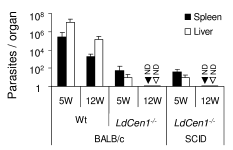 Parasites / organ
10⁸
10⁶
10⁴
10²
1
Spleen
Liver
ND
ND
ND
ND
5W 12W 5W 12W 5W 12W
Wt LdCen1⁻/⁻ LdCen1⁻/⁻
BALB/c SCID